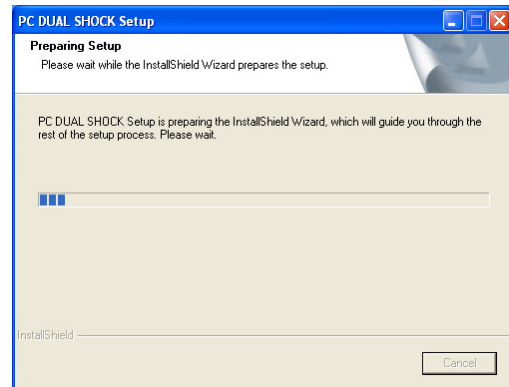 PC DUAL SHOCK Setup
Preparing Setup
Please wait while the InstallShield Wizard prepares the setup.
PC DUAL SHOCK Setup is preparing the InstallShield Wizard, which will guide you through the
rest of the setup process. Please wait.
InstallShield
Cancel